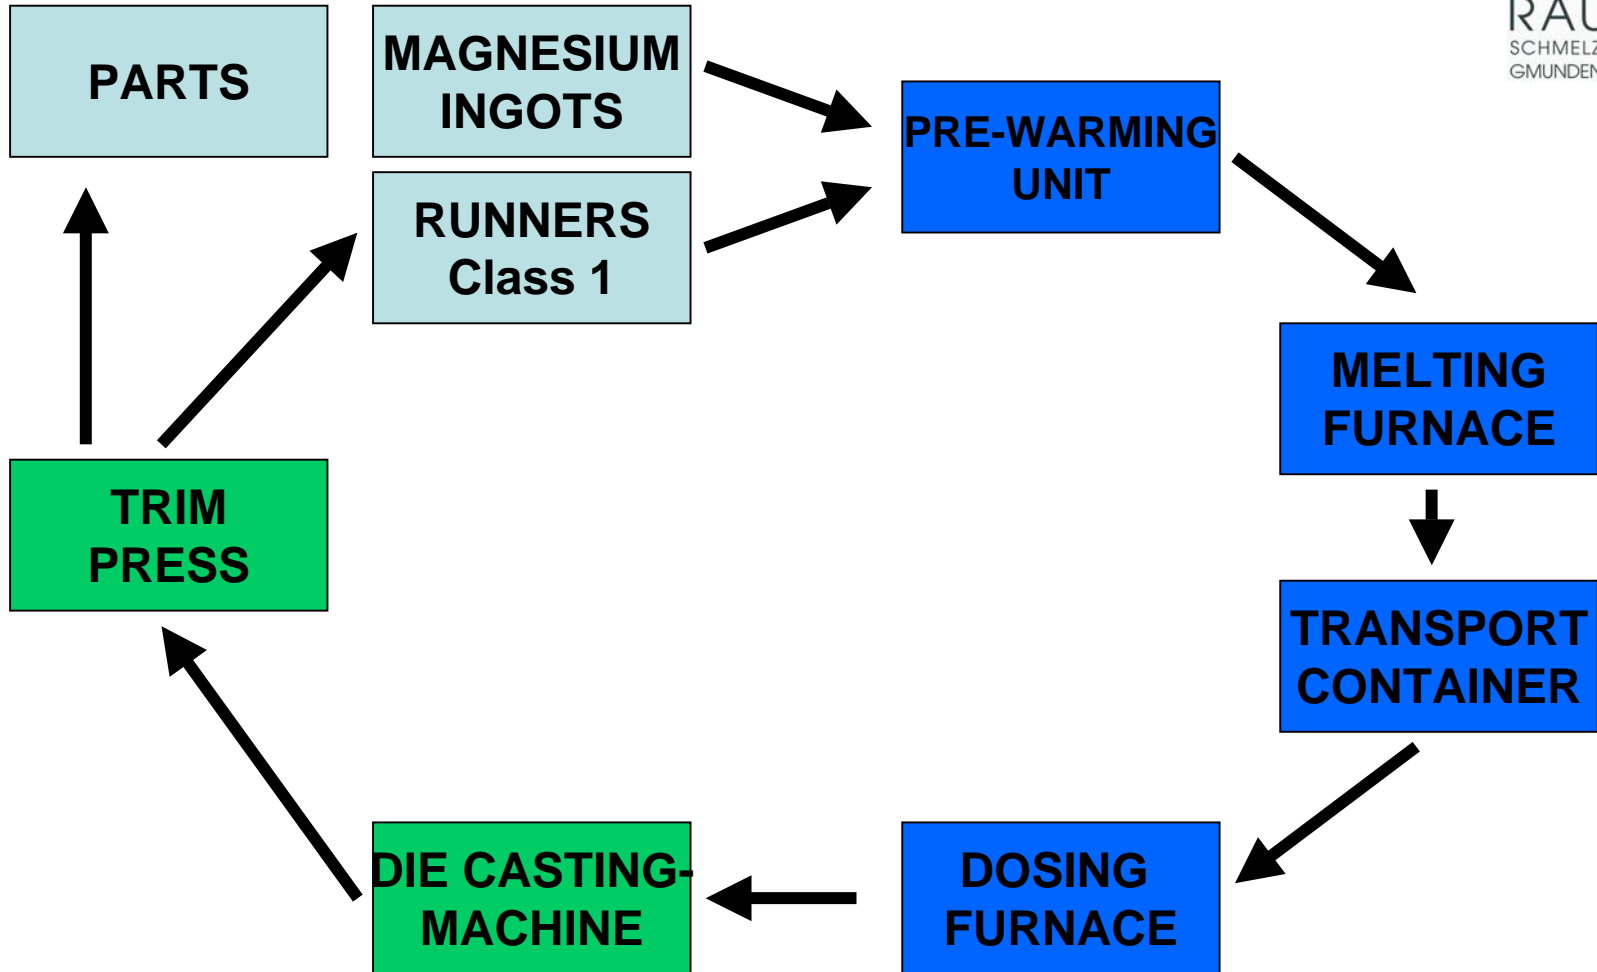 PARTS
MAGNESIUM
INGOTS
RUNNERS
Class 1
PRE-WARMING
UNIT
MELTING
FURNACE
TRANSPORT
CONTAINER
DOSING
FURNACE
DIE CASTING-
MACHINE
TRIM
PRESS